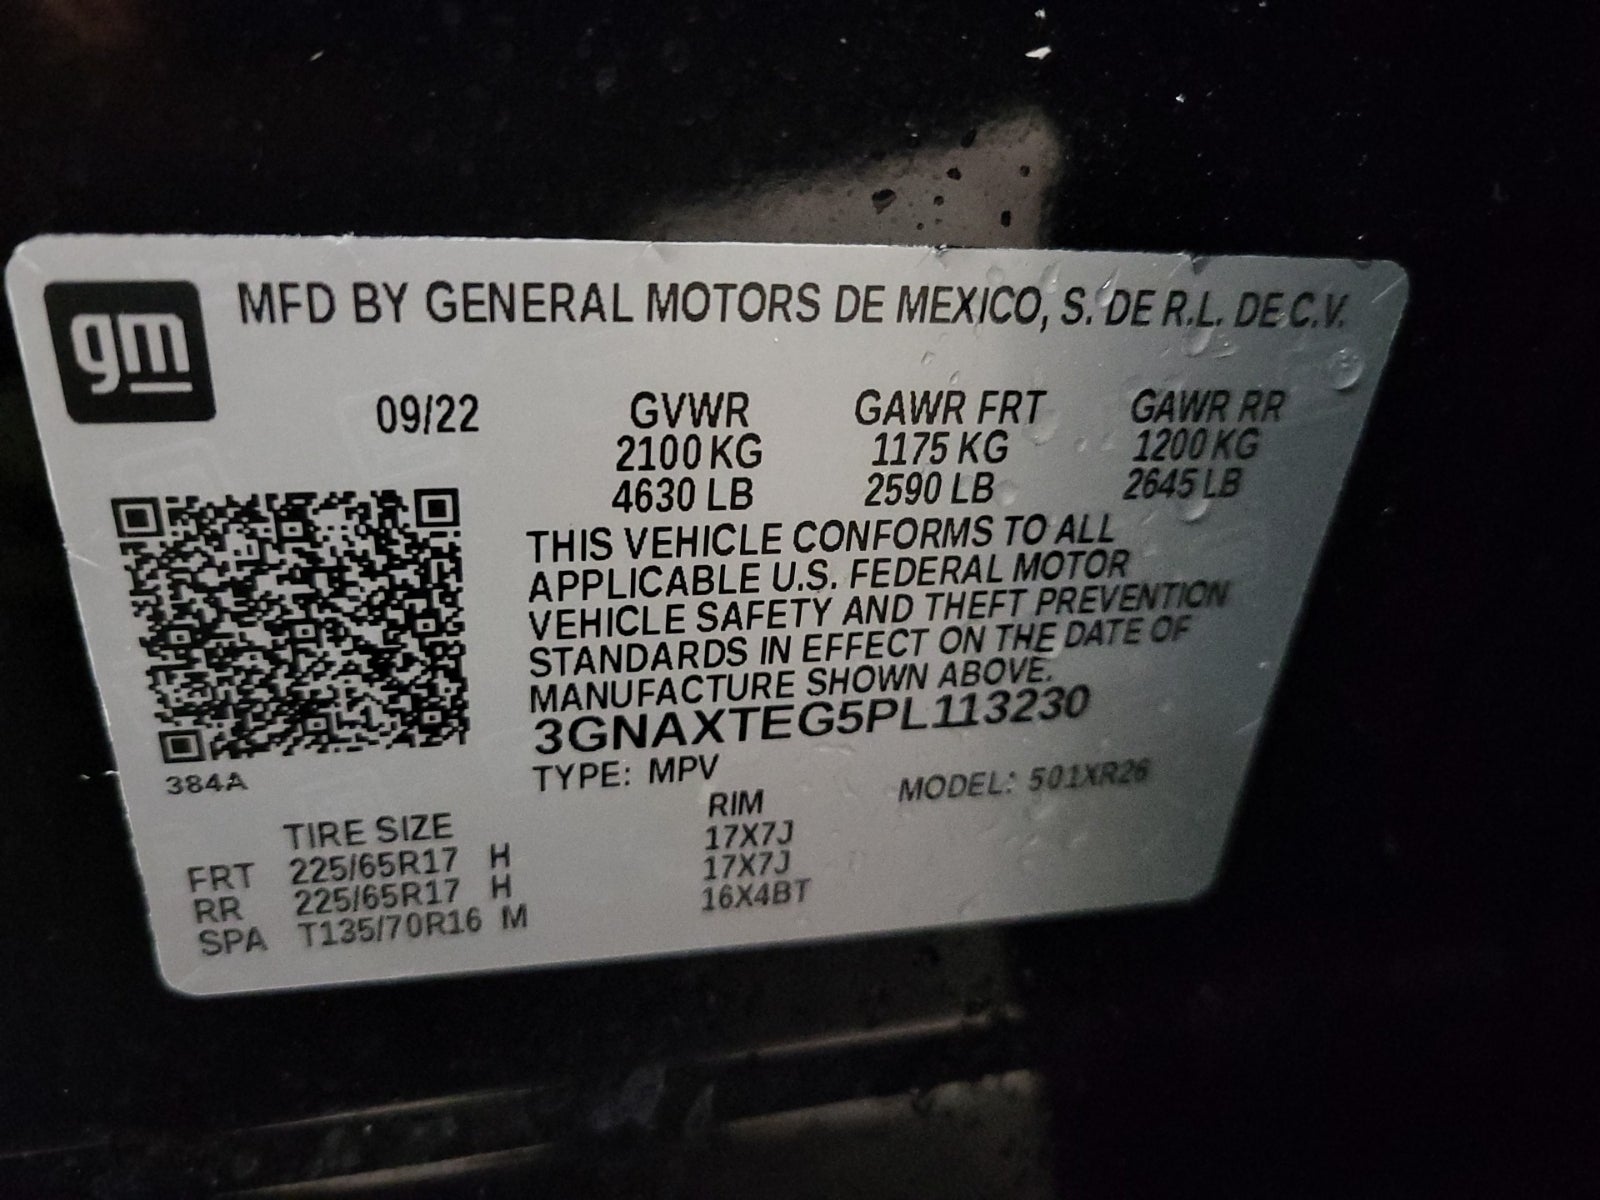 gm
MFD BY GENERAL MOTORS DE MEXICO, S. DE R.L. DE C.V.
09/22 GVWR GAWR FRT GAWR RR
2100 KG 1175 KG 1200 KG
4630 LB 2590 LB 2645 LB
THIS VEHICLE CONFORMS TO ALL
APPLICABLE U.S. FEDERAL MOTOR
VEHICLE SAFETY AND THEFT PREVENTION
STANDARDS IN EFFECT ON THE DATE OF
MANUFACTURE SHOWN ABOVE.
3GNAXTEG5PL113230
384A
TYPE: MPV MODEL: 501XR26
TIRE SIZE RIM
FRT 225/65R17 H 17X7J
RR 225/65R17 H 17X7J
SPA T135/70R16 M 16X4BT